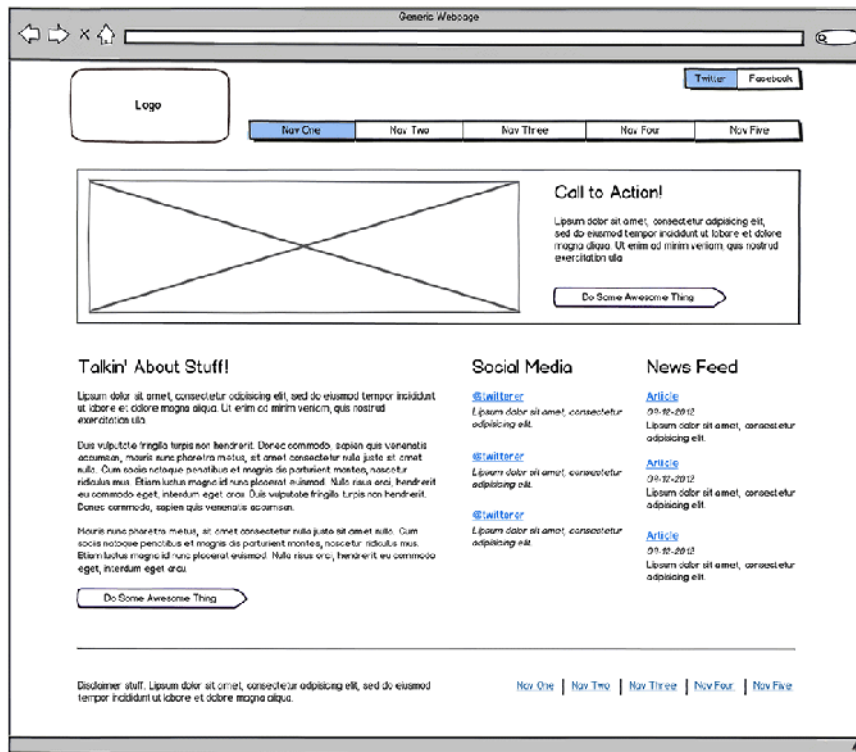 Generic Webpage
Twitter Facebook
Logo
Nav One Nav Two Nav Three Nav Four Nav Five
Call to Action!
Lipsum dolor sit amet, consectetur adipisicing elit,
sed do eiusmod tempor incididunt ut labore et dolore
magna aliqua. Ut enim ad minim veniam, quis nostrud
exercitation ulla
Do Some Awesome Thing
Talkin' About Stuff!
Lipsum dolor sit amet, consectetur adipisicing elit, sed do eiusmod tempor incididunt
ut labore et dolore magna aliqua. Ut enim ad minim veniam, quis nostrud
exercitation ulla
Duis vulputate fringilla turpis non hendrerit. Donec commodo, sapien quis venenatis
accumsan, mauris nunc pharetra metus, sit amet consectetur nulla justo sit amet
nulla. Cum sociis natoque penatibus et magnis dis parturient montes, nascetur
ridiculus mus. Etiam luctus magna id nunc placerat euismod. Nulla risus orci, hendrerit
eu commodo eget, interdum eget arcu. Duis vulputate fringilla turpis non hendrerit.
Donec commodo, sapien quis venenatis accumsan.
Mauris nunc pharetra metus, sit amet consectetur nulla justo sit amet nulla. Cum
sociis natoque penatibus et magnis dis parturient montes, nascetur ridiculus mus.
Etiam luctus magna id nunc placerat euismod. Nulla risus orci, hendrerit eu commodo
eget, interdum eget arcu.
Do Some Awesome Thing
Social Media
@twitterer
Lipsum dolor sit amet, consectetur
adipisicing elit.
@twitterer
Lipsum dolor sit amet, consectetur
adipisicing elit.
@twitterer
Lipsum dolor sit amet, consectetur
adipisicing elit.
News Feed
Article
09-12-2012
Lipsum dolor sit amet, consectetur
adipisicing elit.
Article
09-12-2012
Lipsum dolor sit amet, consectetur
adipisicing elit.
Article
09-12-2012
Lipsum dolor sit amet, consectetur
adipisicing elit.
Disclaimer stuff. Lipsum dolor sit amet, consectetur adipisicing elit, sed do eiusmod
tempor incididunt ut labore et dolore magna aliqua.
Nav One | Nav Two | Nav Three | Nav Four | Nav Five